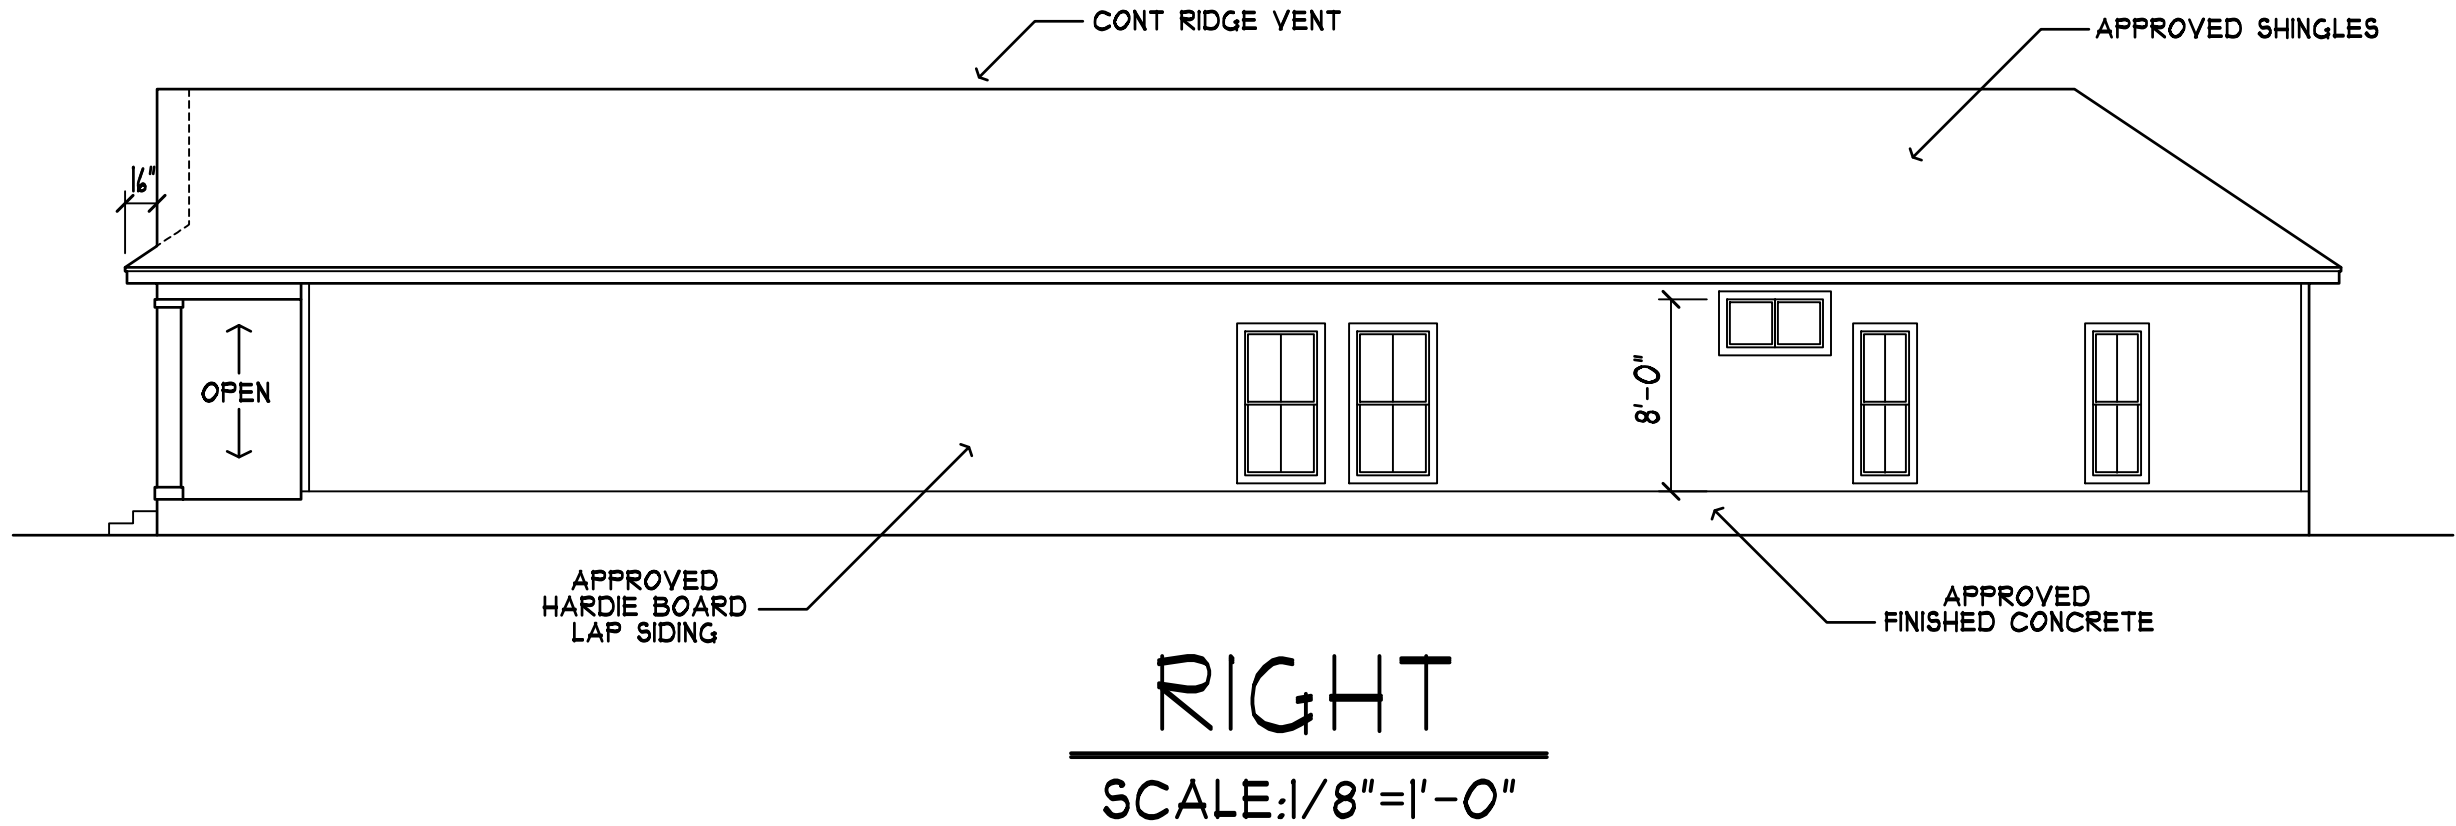 CONT RIDGE VENT
APPROVED SHINGLES
16"
OPEN
8'-0"
APPROVED
HARDIE BOARD
LAP SIDING
APPROVED
FINISHED CONCRETE
RIGHT
SCALE:1/8"=1'-0"